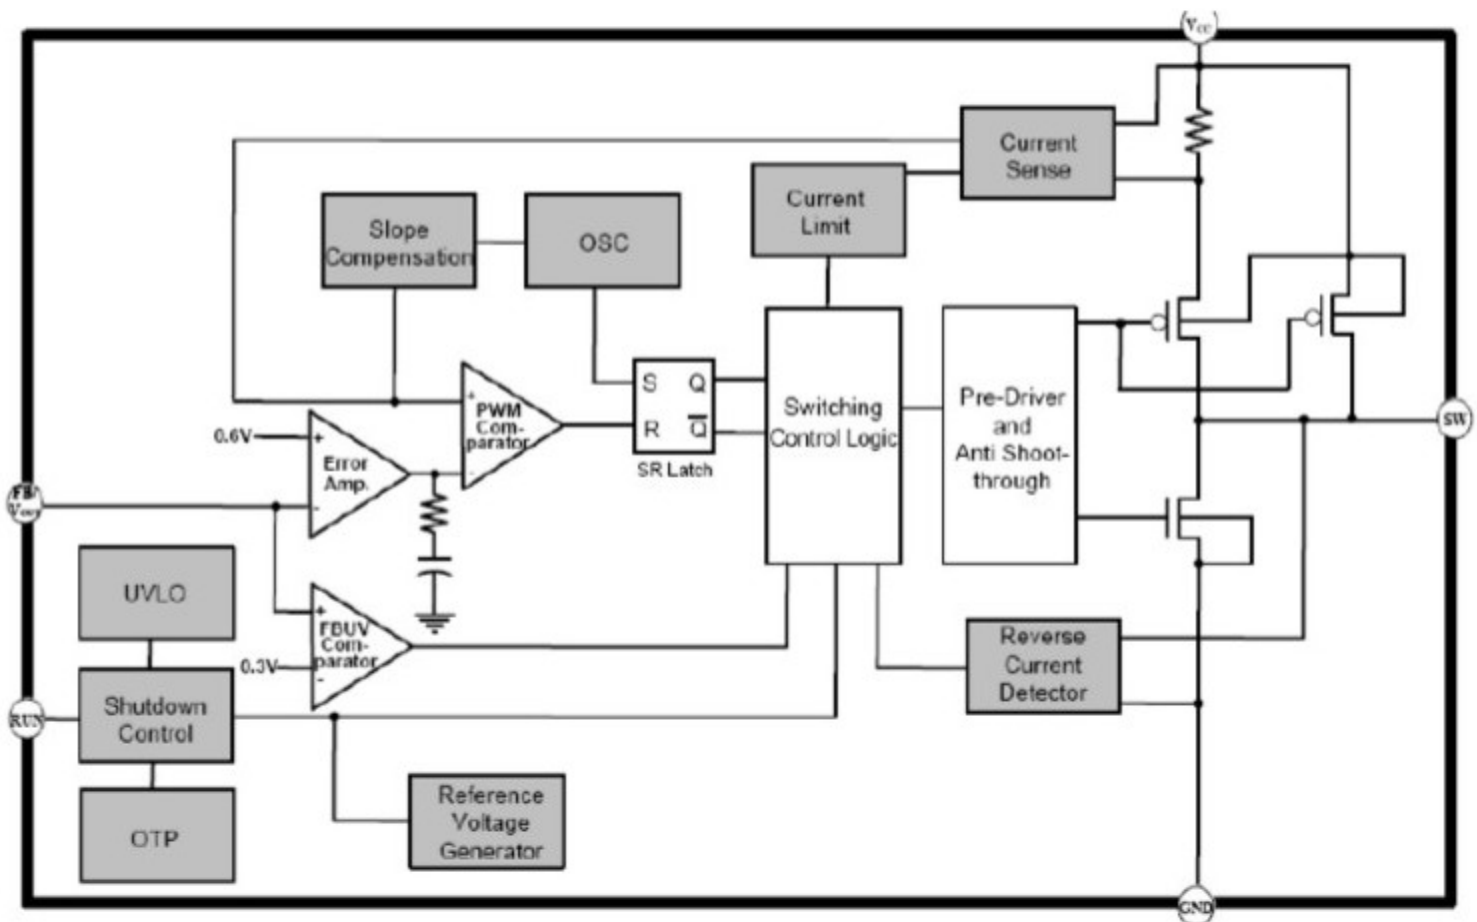 VCC
Current
Sense
Current
Limit
Slope
Compensation
OSC
S Q
R Q
SR Latch
PWM
Com-
parator
+
-
0.6V
+
Error
Amp.
-
FB/
VOUT
Switching
Control Logic
Pre-Driver
and
Anti Shoot-
through
SW
UVLO
+
FBUV
Com-
parator
0.3V
-
Reverse
Current
Detector
RUN
Shutdown
Control
OTP
Reference
Voltage
Generator
GND